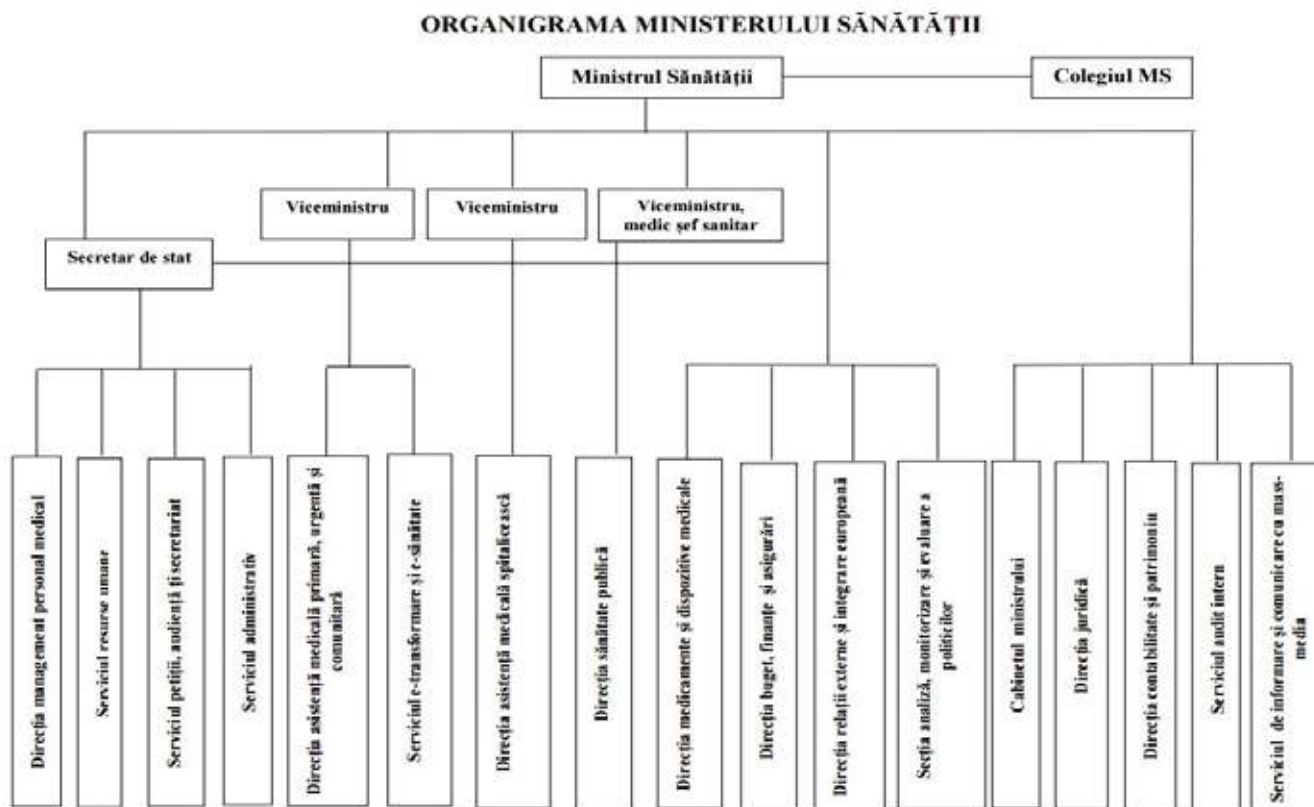 ORGANIGRAMA MINISTERULUI SĂNĂTĂȚII
Ministrul Sănătății
Colegiul MS
Viceministru
Viceministru
Viceministru,
medic șef sanitar
Secretar de stat
Direcția management personal medical
Serviciul resurse umane
Serviciul petiții, audiență ți secretariat
Serviciul administrativ
Direcția asistență medicală primară, urgentă și
comunitară
Serviciul e-transformare și e-sănătate
Direcția asistență medicală spitalicească
Direcția sănătate publică
Direcția medicamente și dispozitive medicale
Direcția buget, finanțe și asigurări
Direcția relații externe și integrare europeană
Secția analiză, monitorizare și evaluare a
politicilor
Cabinetul ministrului
Direcția juridică
Direcția contabilitate și patrimoniu
Serviciul audit intern
Serviciul de informare și comunicare cu mass-
media